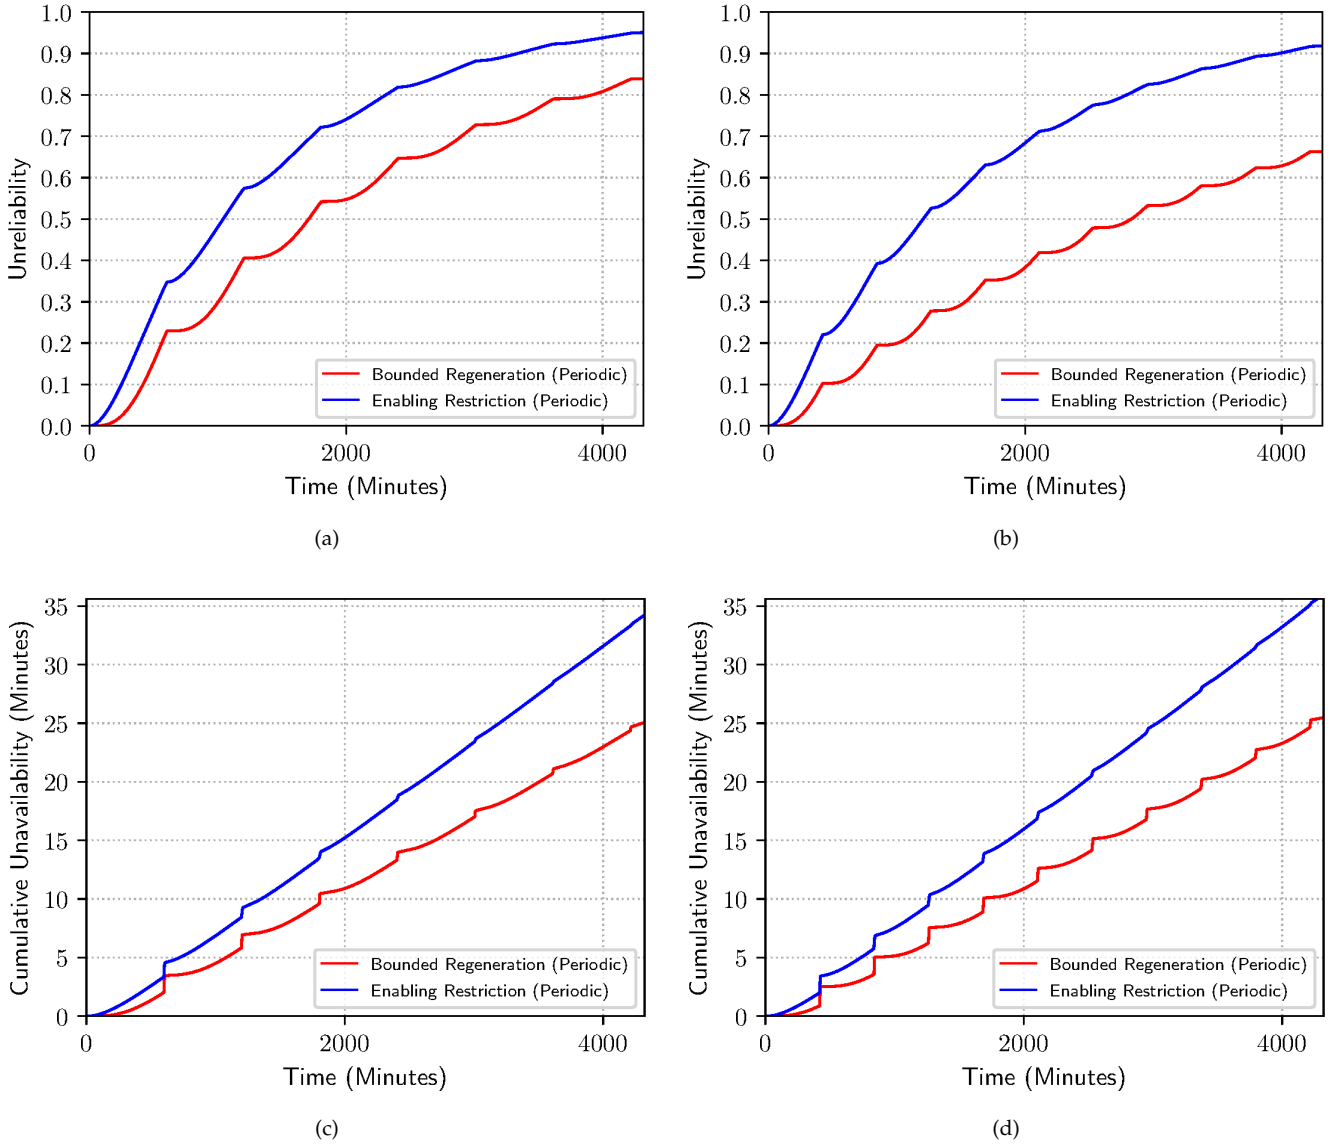 1.0
0.9
0.8
0.7
0.6
0.5
0.4
0.3
0.2
0.1
0.0
Unreliability
Bounded Regeneration (Periodic)
Enabling Restriction (Periodic)
0 2000 4000
Time (Minutes)
(a)
1.0
0.9
0.8
0.7
0.6
0.5
0.4
0.3
0.2
0.1
0.0
Unreliability
Bounded Regeneration (Periodic)
Enabling Restriction (Periodic)
0 2000 4000
Time (Minutes)
(b)
35
30
25
20
15
10
5
0
Cumulative Unavailability (Minutes)
Bounded Regeneration (Periodic)
Enabling Restriction (Periodic)
0 2000 4000
Time (Minutes)
(c)
35
30
25
20
15
10
5
0
Cumulative Unavailability (Minutes)
Bounded Regeneration (Periodic)
Enabling Restriction (Periodic)
0 2000 4000
Time (Minutes)
(d)